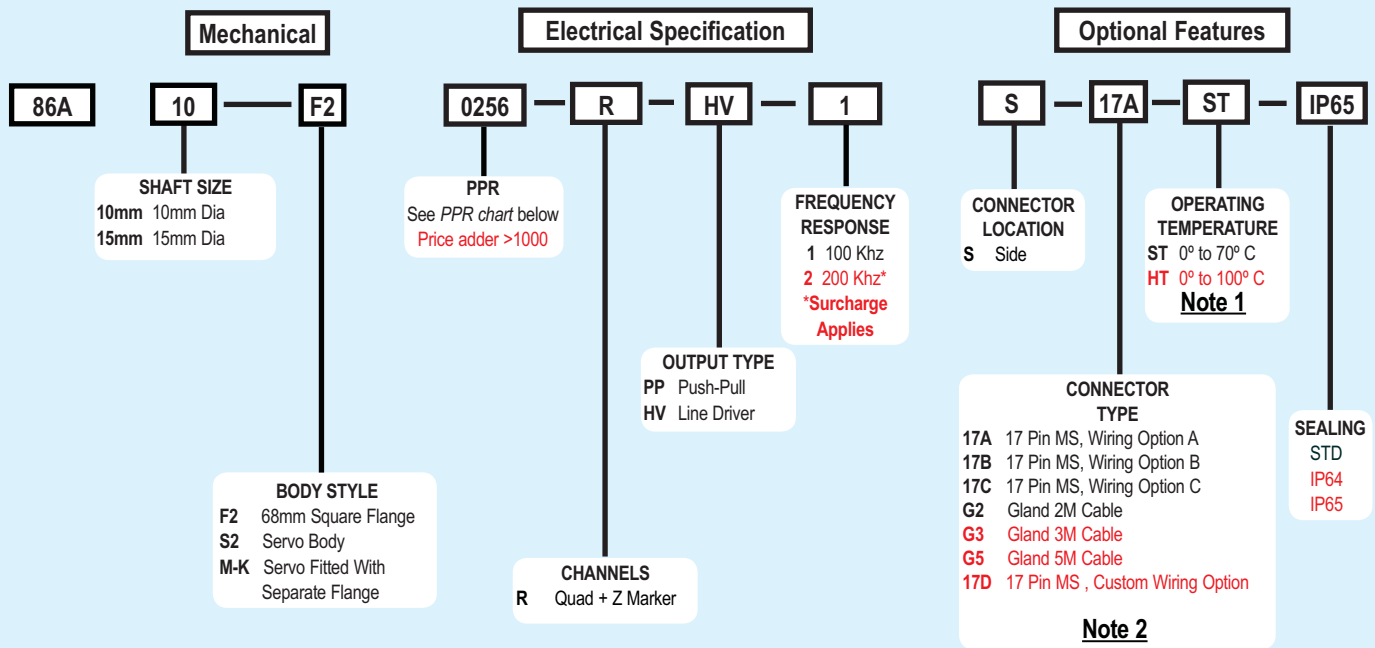 Mechanical
Electrical Specification
Optional Features
86A
10
F2
0256
R
HV
1
S
17A
ST
IP65
SHAFT SIZE
10mm 10mm Dia
15mm 15mm Dia
PPR
See PPR chart below
Price adder >1000
FREQUENCY
RESPONSE
1 100 Khz
2 200 Khz*
*Surcharge
Applies
CONNECTOR
LOCATION
S Side
OPERATING
TEMPERATURE
ST 0º to 70º C
HT 0º to 100º C
Note 1
OUTPUT TYPE
PP Push-Pull
HV Line Driver
CONNECTOR
TYPE
17A 17 Pin MS, Wiring Option A
17B 17 Pin MS, Wiring Option B
17C 17 Pin MS, Wiring Option C
G2 Gland 2M Cable
G3 Gland 3M Cable
G5 Gland 5M Cable
17D 17 Pin MS , Custom Wiring Option
Note 2
SEALING
STD
IP64
IP65
BODY STYLE
F2 68mm Square Flange
S2 Servo Body
M-K Servo Fitted With
Separate Flange
CHANNELS
R Quad + Z Marker